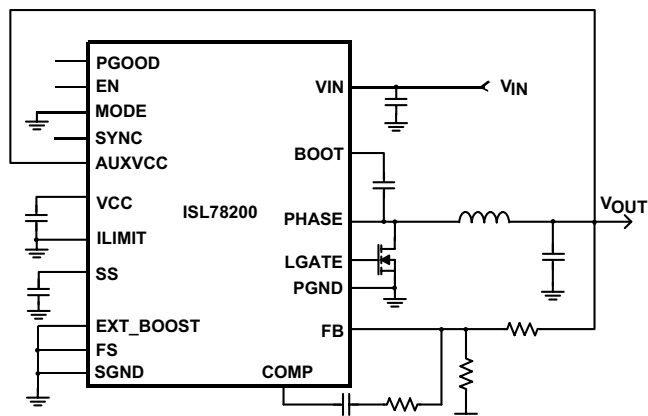 PGOOD
EN
MODE
SYNC
AUXVCC
VCC
ILIMIT
SS
EXT_BOOST
FS
SGND
ISL78200
VIN
BOOT
PHASE
LGATE
PGND
FB
COMP
VIN
VOUT